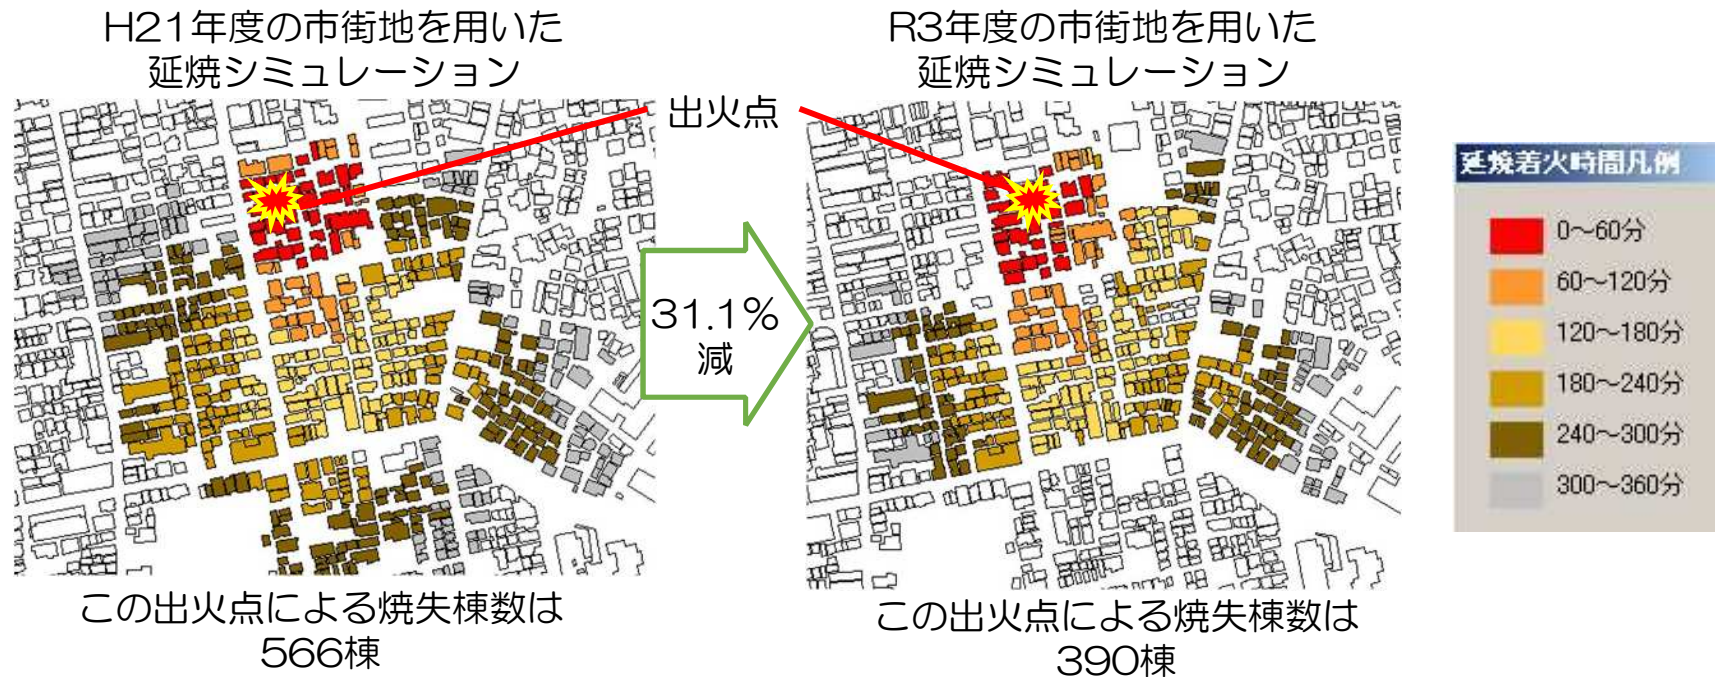 H21年度の市街地を用いた
延焼シミュレーション
R3年度の市街地を用いた
延焼シミュレーション
出火点
31.1%
減
この出火点による焼失棟数は
566棟
この出火点による焼失棟数は
390棟
延焼着火時間凡例
0～60分
60～120分
120～180分
180～240分
240～300分
300～360分